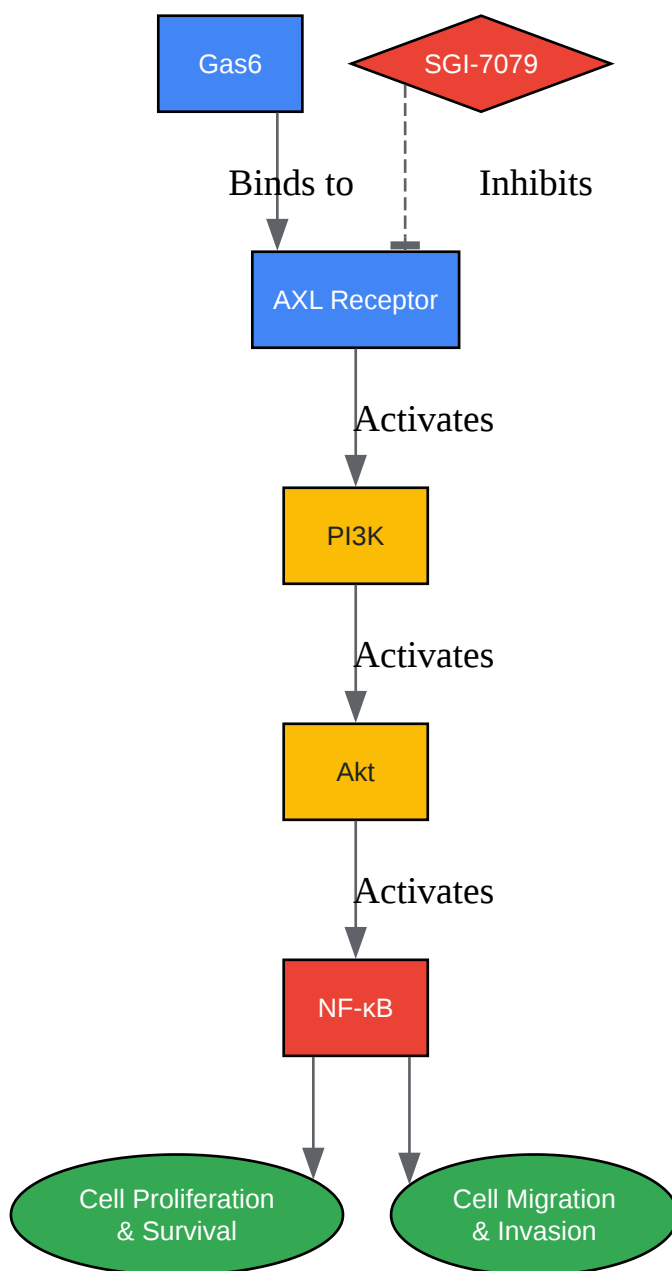 Gas6
SGI-7079
Binds to
Inhibits
AXL Receptor
Activates
PI3K
Activates
Akt
Activates
NF-κB
Cell Proliferation
& Survival
Cell Migration
& Invasion